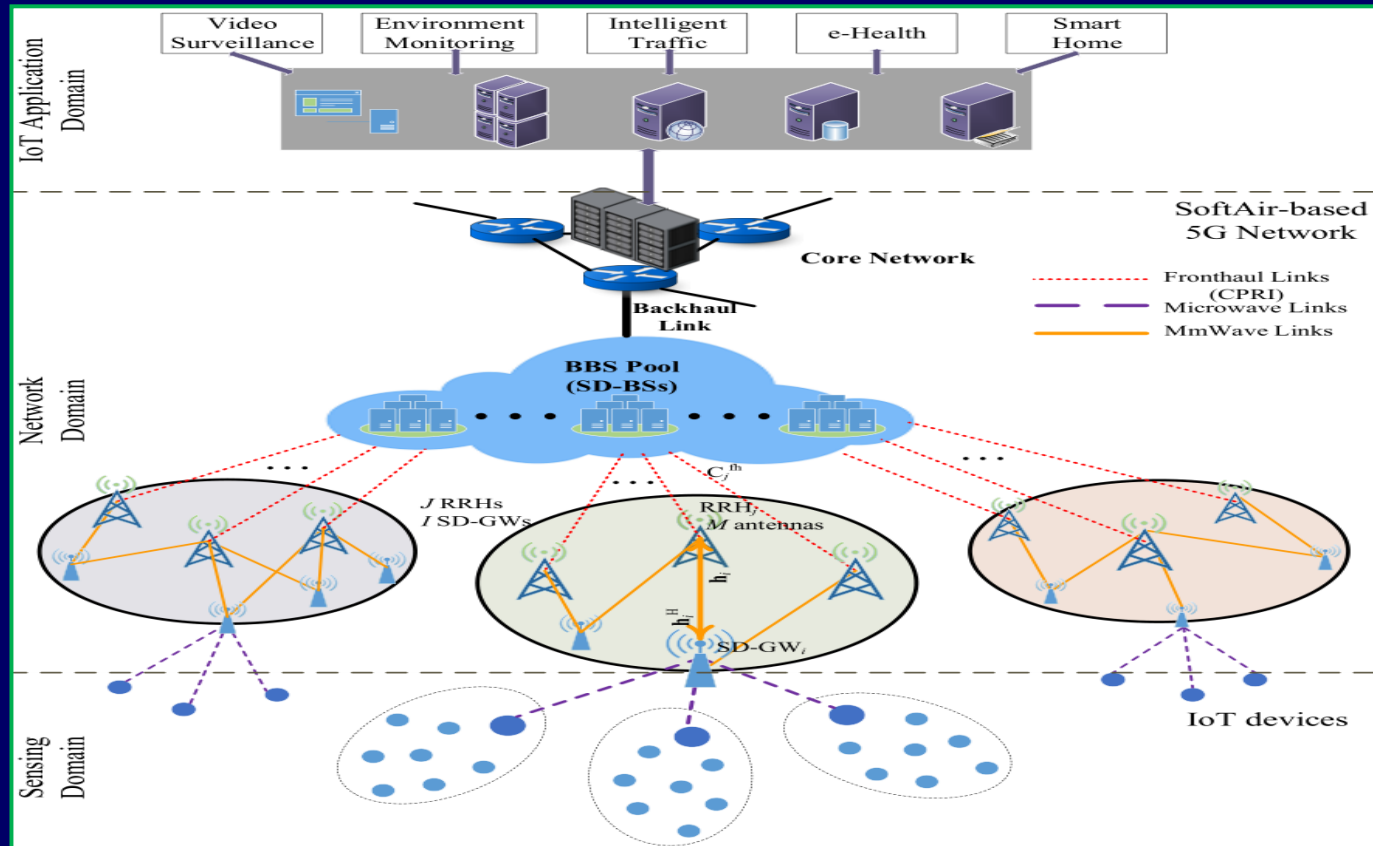 Video
Surveillance
Environment
Monitoring
Intelligent
Traffic
e-Health
Smart
Home
IoT Application
Domain
SoftAir-based
5G Network
Core Network
Fronthaul Links
(CPRI)
Microwave Links
MmWave Links
Backhaul
Link
BBS Pool
(SD-BSs)
Network
Domain
C_j^fh
J RRHs
I SD-GWs
RRH_j
M antennas
h_i
h_i^H
SD-GW_i
IoT devices
Sensing
Domain